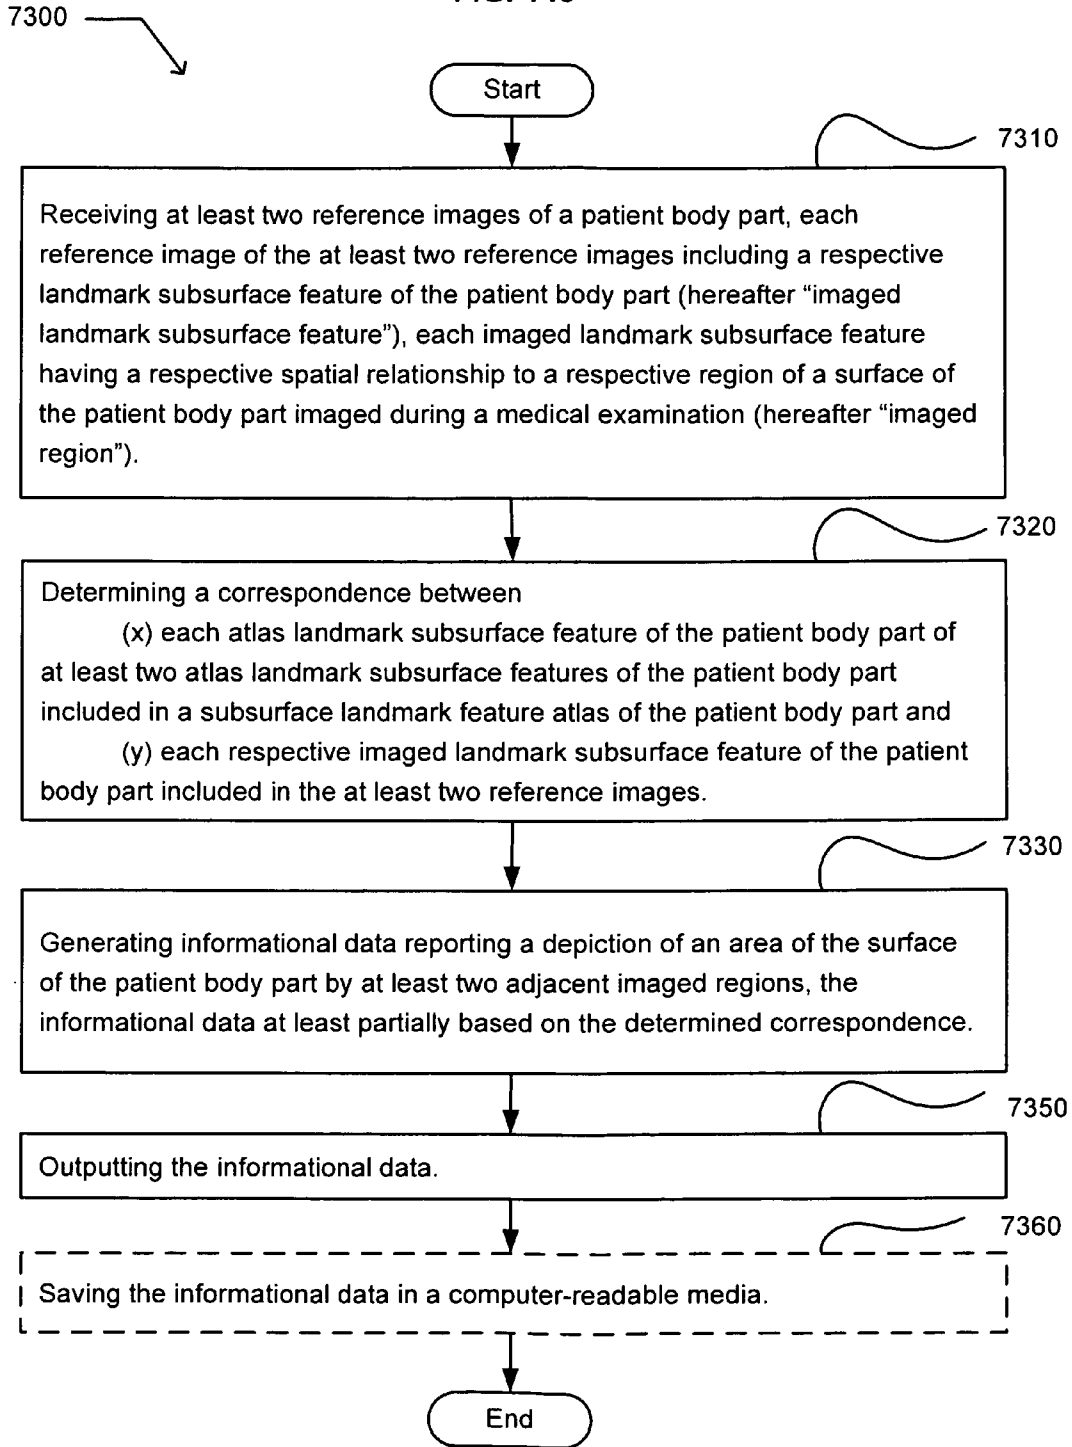 7300
Start
7310
Receiving at least two reference images of a patient body part, each
reference image of the at least two reference images including a respective
landmark subsurface feature of the patient body part (hereafter “imaged
landmark subsurface feature”), each imaged landmark subsurface feature
having a respective spatial relationship to a respective region of a surface of
the patient body part imaged during a medical examination (hereafter “imaged
region”).
7320
Determining a correspondence between
(x) each atlas landmark subsurface feature of the patient body part of
at least two atlas landmark subsurface features of the patient body part
included in a subsurface landmark feature atlas of the patient body part and
(y) each respective imaged landmark subsurface feature of the patient
body part included in the at least two reference images.
7330
Generating informational data reporting a depiction of an area of the surface
of the patient body part by at least two adjacent imaged regions, the
informational data at least partially based on the determined correspondence.
7350
Outputting the informational data.
7360
Saving the informational data in a computer-readable media.
End